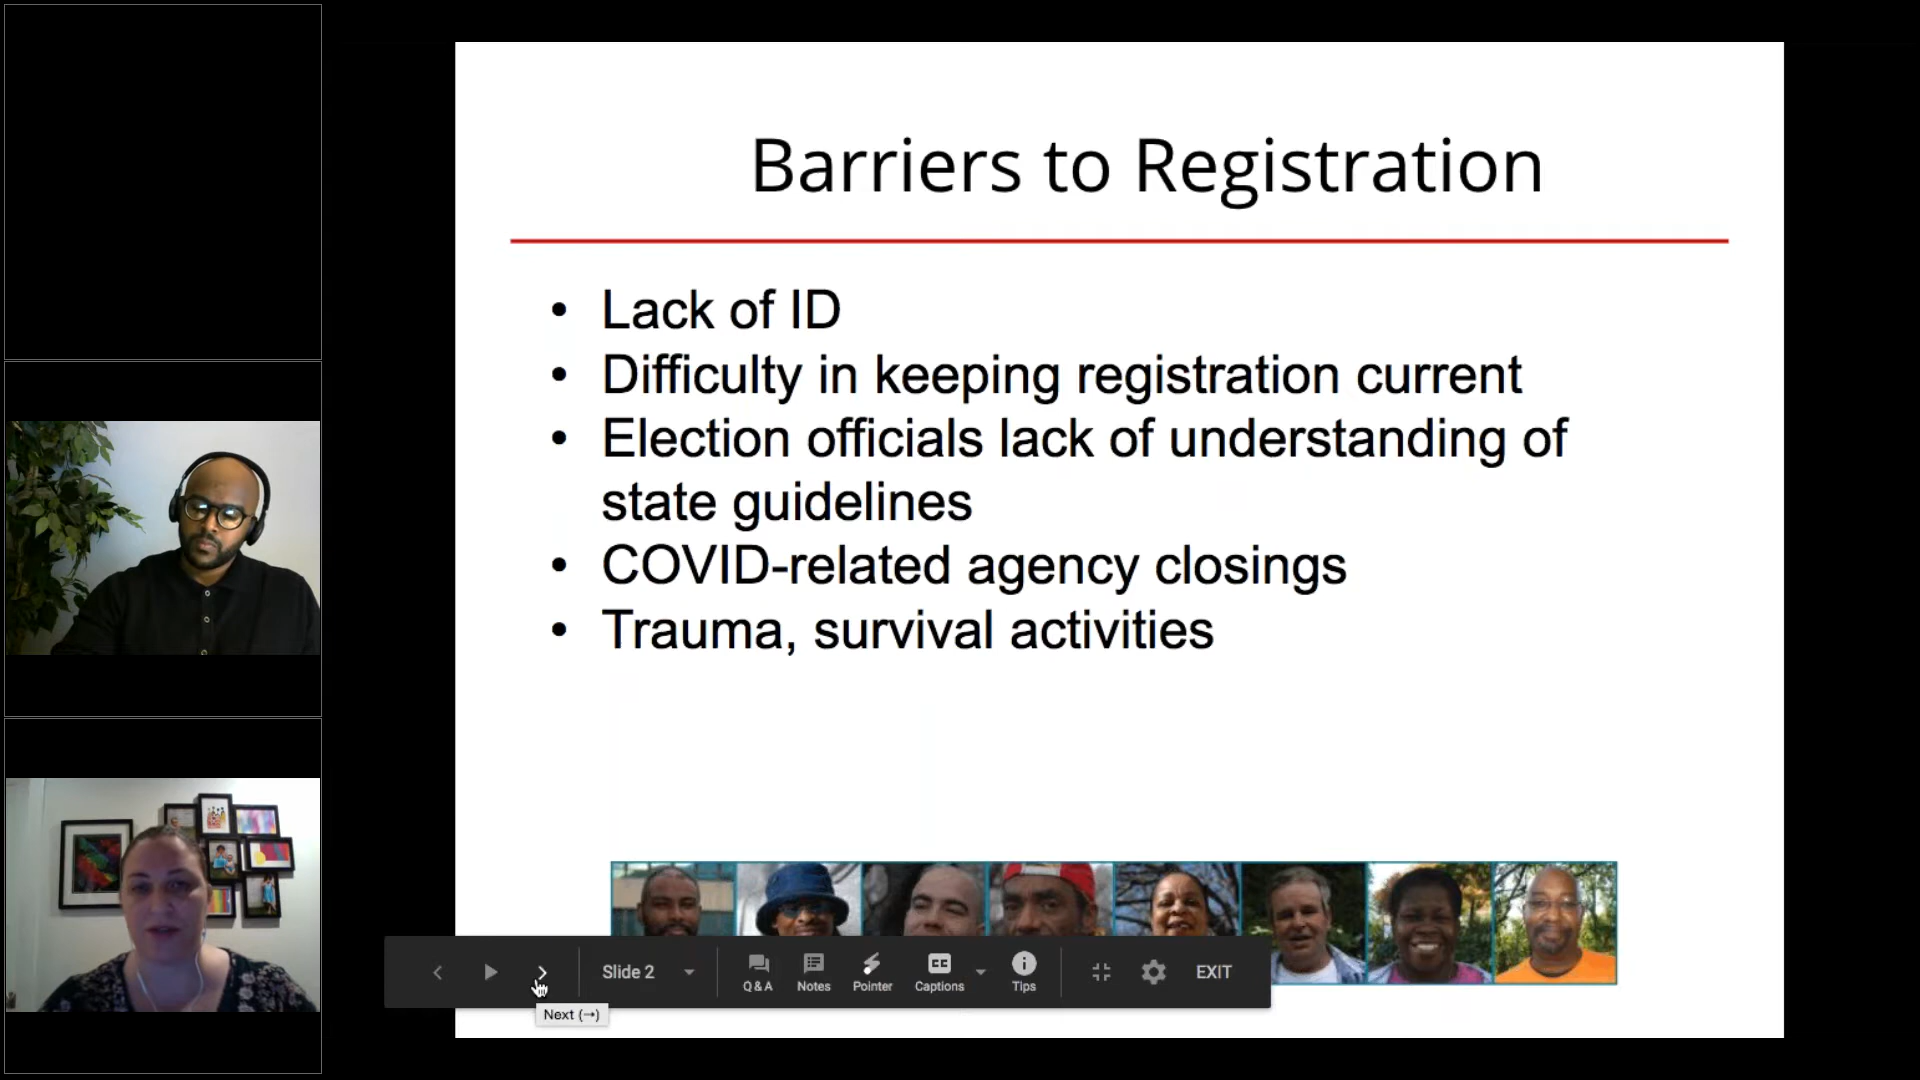 Barriers to Registration
• Lack of ID
• Difficulty in keeping registration current
• Election officials lack of understanding of
state guidelines
• COVID-related agency closings
• Trauma, survival activities
Slide 2
Q & A
Notes
Pointer
CC
Captions
Tips
EXIT
Next (→)